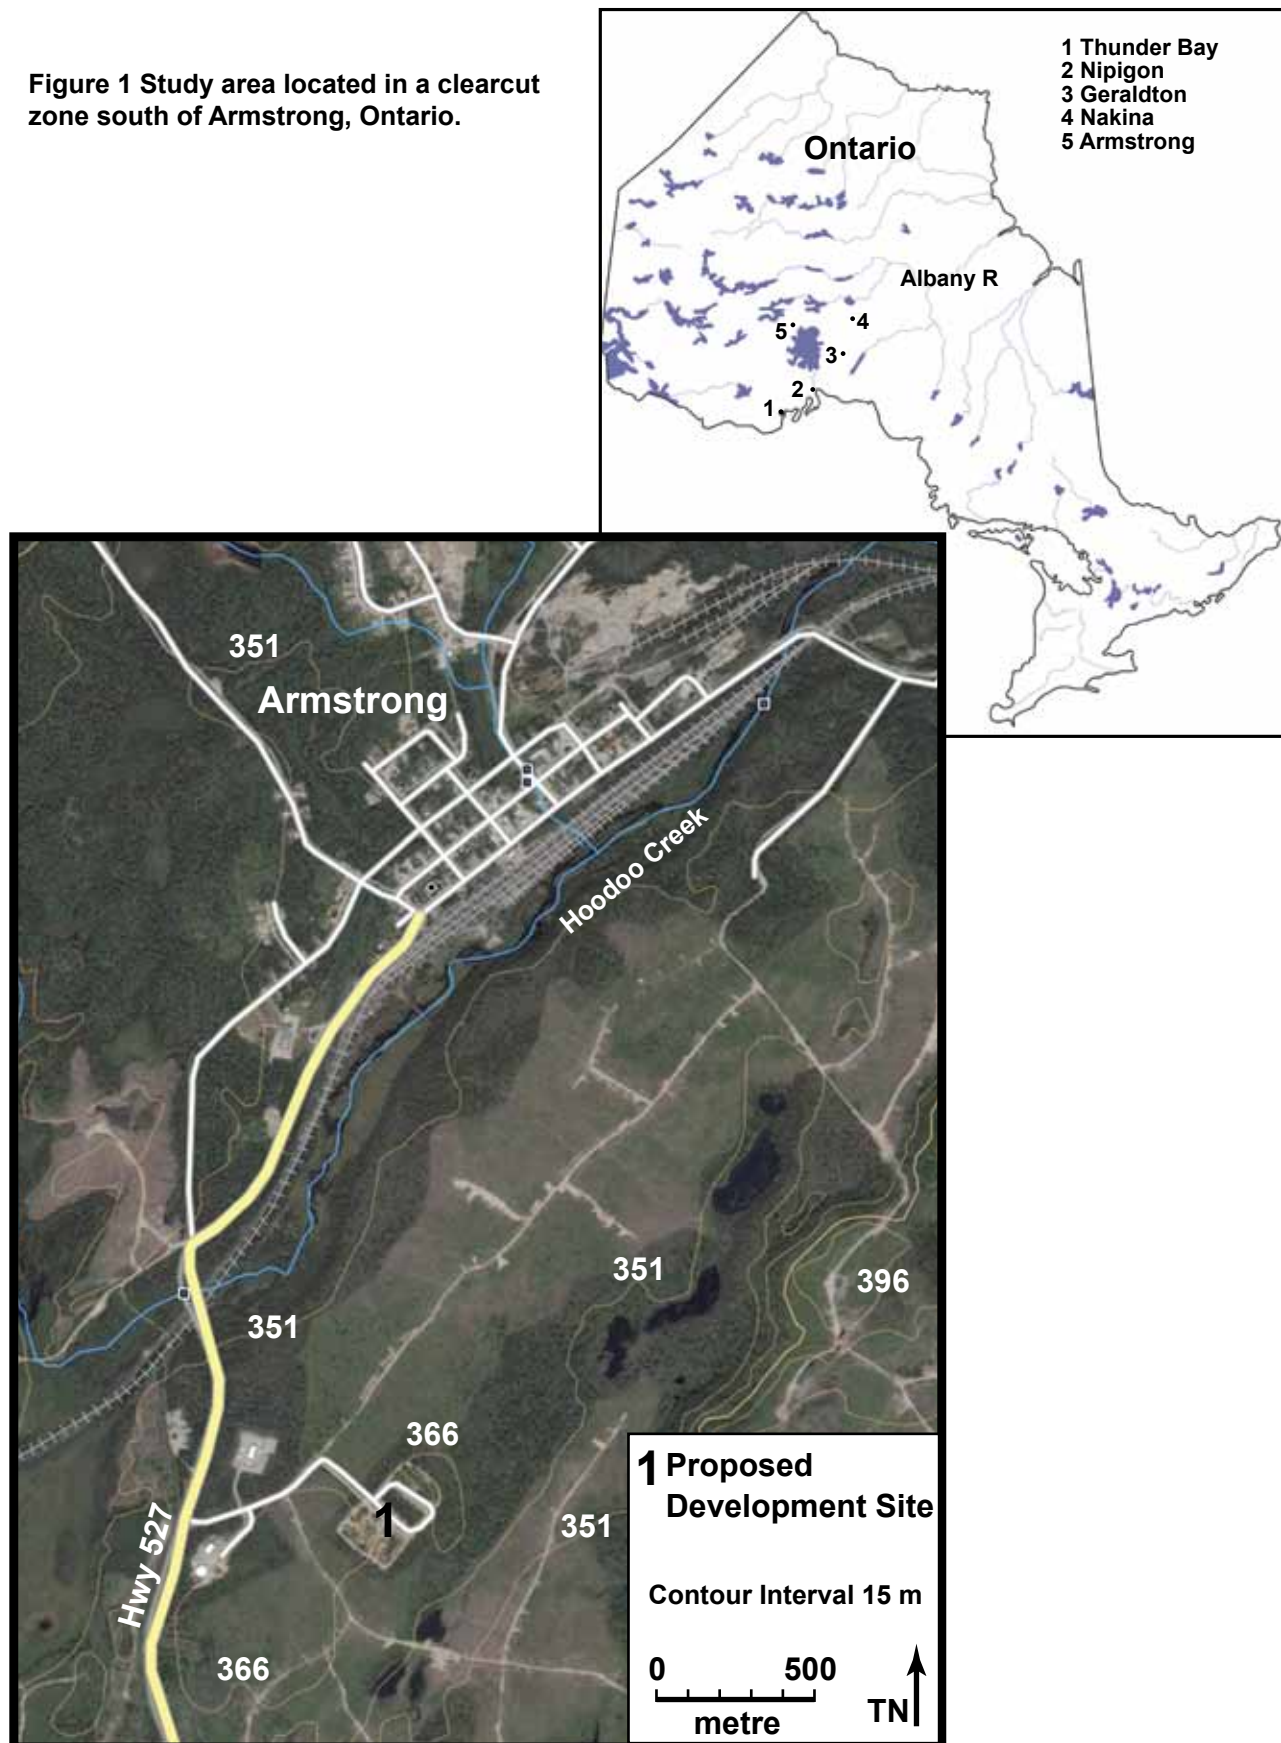 Figure 1 Study area located in a clearcut
zone south of Armstrong, Ontario.
1 Thunder Bay
2 Nipigon
3 Geraldton
4 Nakina
5 Armstrong
Ontario
Albany R
5
4
3
2
1
351
Armstrong
Hoodoo Creek
351
396
351
366
1
351
Hwy 527
366
1 Proposed
Development Site
Contour Interval 15 m
0 500
metre
TN